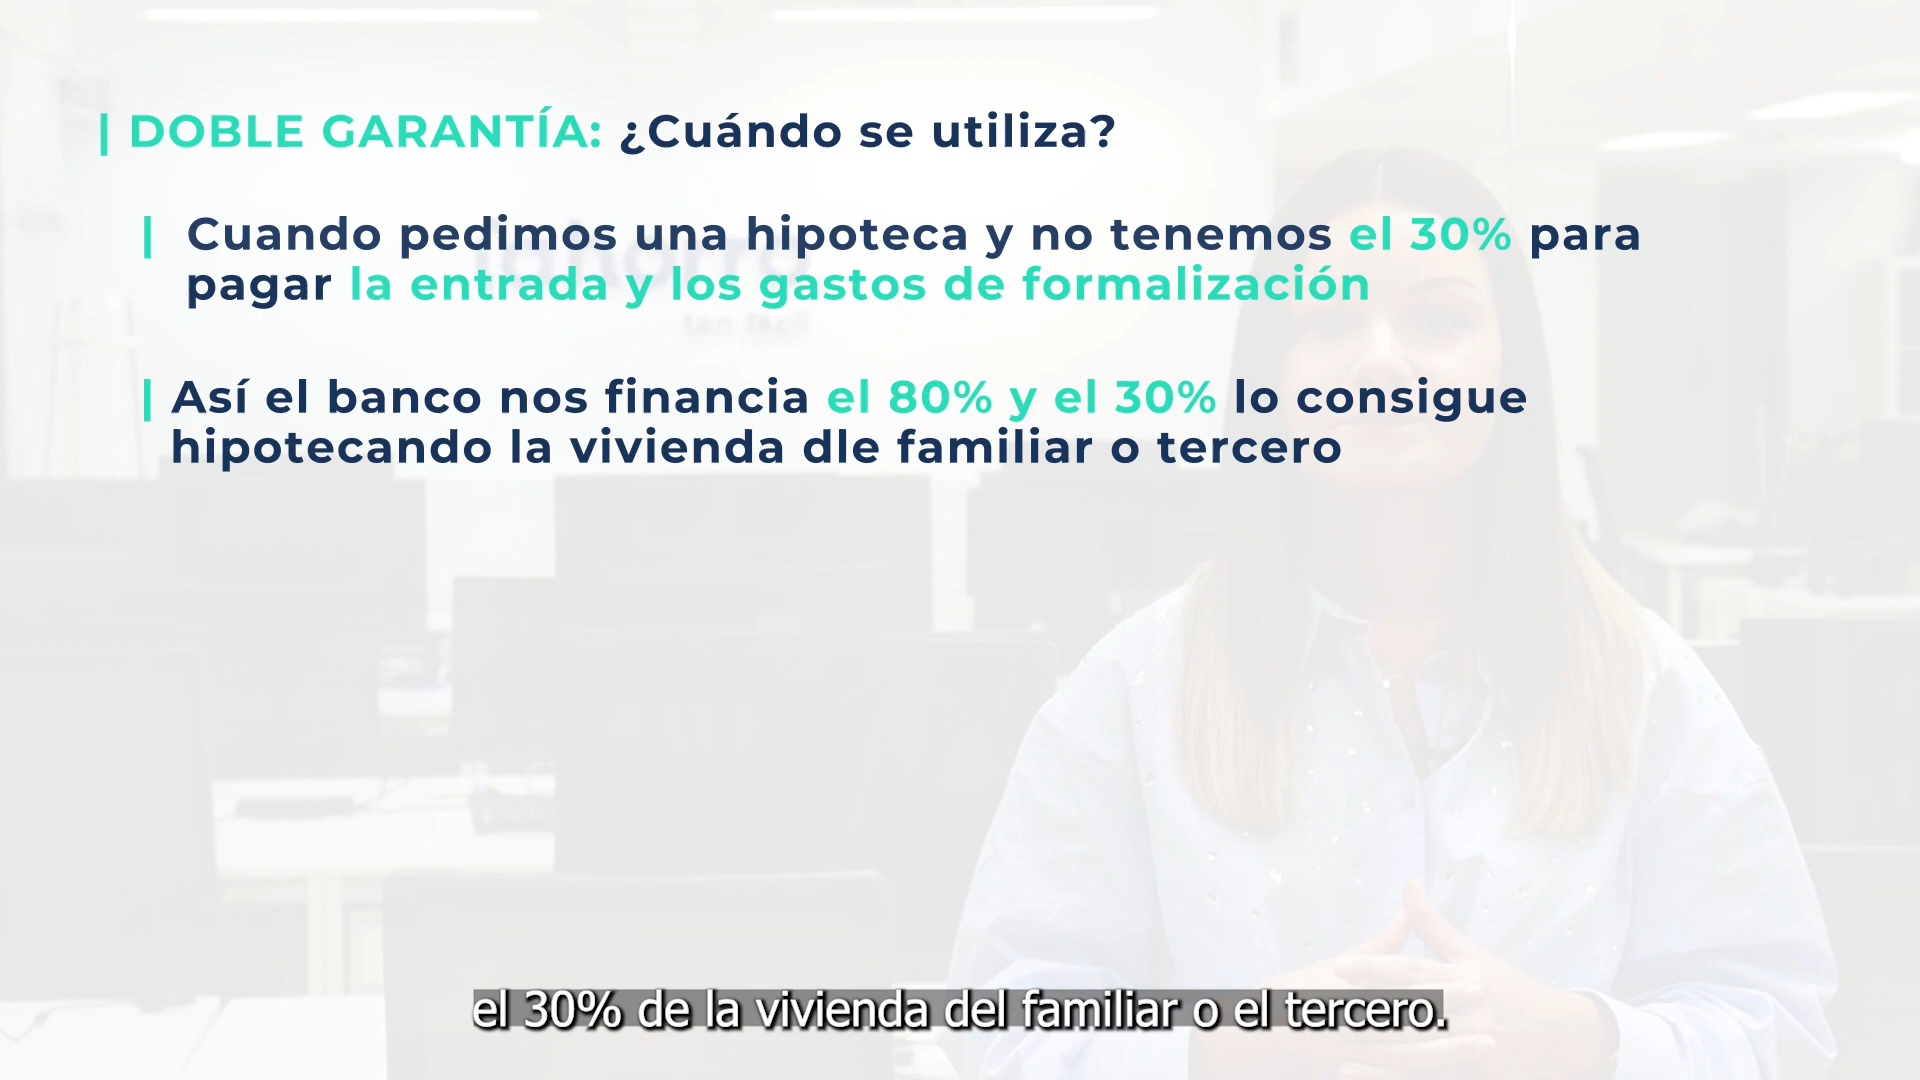 | DOBLE GARANTÍA: ¿Cuándo se utiliza?
| Cuando pedimos una hipoteca y no tenemos el 30% para
pagar la entrada y los gastos de formalización
tan fácil
| Así el banco nos financia el 80% y el 30% lo consigue
hipotecando la vivienda dle familiar o tercero
el 30% de la vivienda del familiar o el tercero.